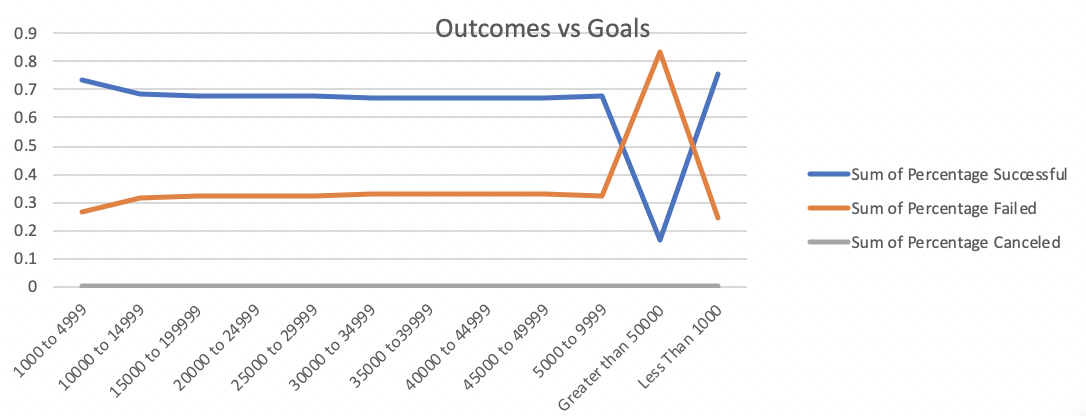 Outcomes vs Goals
0.9
0.8
0.7
0.6
0.5
0.4
0.3
0.2
0.1
0
1000 to 4999
10000 to 14999
15000 to 199999
20000 to 24999
25000 to 29999
30000 to 34999
35000 to39999
40000 to 44999
45000 to 49999
5000 to 9999
Greater than 50000
Less Than 1000
Sum of Percentage Successful
Sum of Percentage Failed
Sum of Percentage Canceled